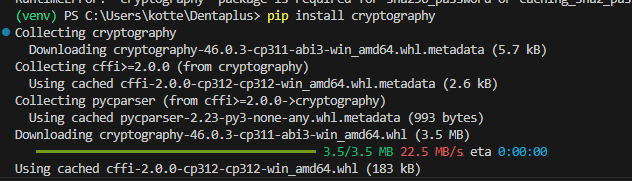 RuntimeError: 'cryptography' package is required for sha256_password or caching_sha2_pas
(venv) PS C:\Users\kotte\Dentaplus> pip install cryptography
Collecting cryptography
Downloading cryptography-46.0.3-cp311-abi3-win_amd64.whl.metadata (5.7 kB)
Collecting cffi>=2.0.0 (from cryptography)
Using cached cffi-2.0.0-cp312-cp312-win_amd64.whl.metadata (2.6 kB)
Collecting pycparser (from cffi>=2.0.0->cryptography)
Using cached pycparser-2.23-py3-none-any.whl.metadata (993 bytes)
Downloading cryptography-46.0.3-cp311-abi3-win_amd64.whl (3.5 MB)
3.5/3.5 MB 22.5 MB/s eta 0:00:00
Using cached cffi-2.0.0-cp312-cp312-win_amd64.whl (183 kB)